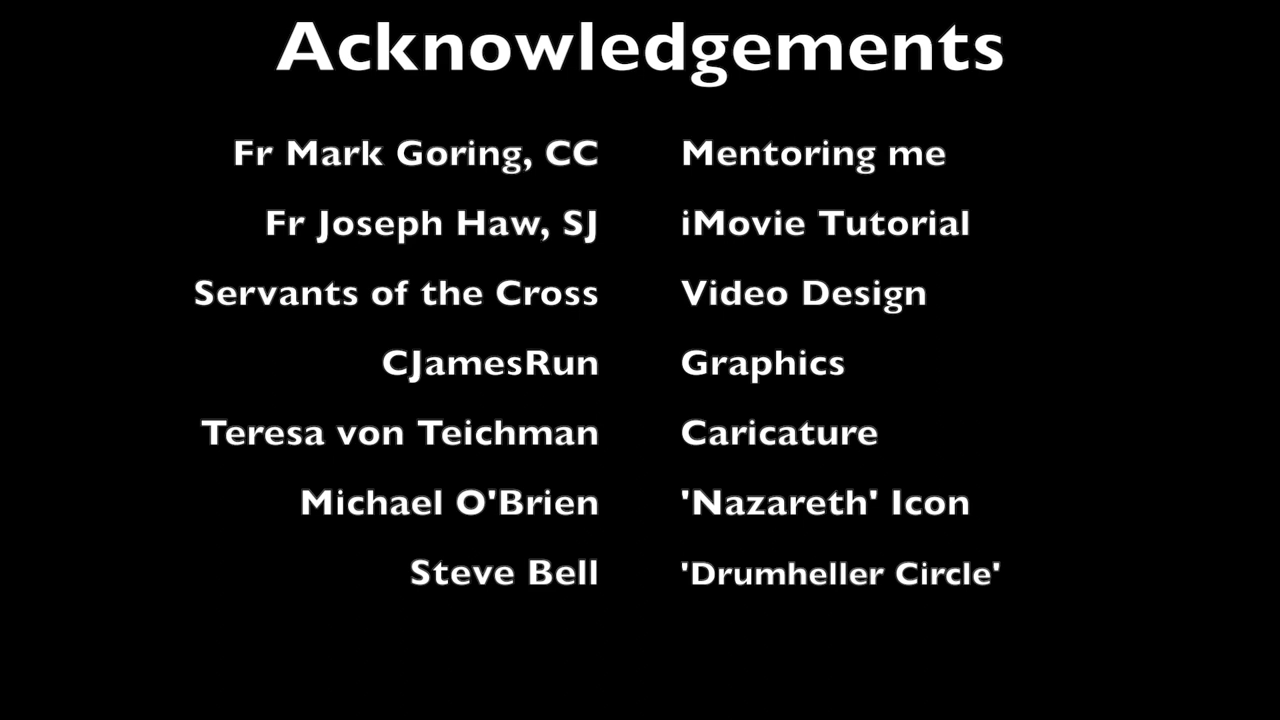 Acknowledgements
Fr Mark Goring, CC Mentoring me
Fr Joseph Haw, SJ iMovie Tutorial
Servants of the Cross Video Design
CJamesRun Graphics
Teresa von Teichman Caricature
Michael O'Brien 'Nazareth' Icon
Steve Bell 'Drumheller Circle'